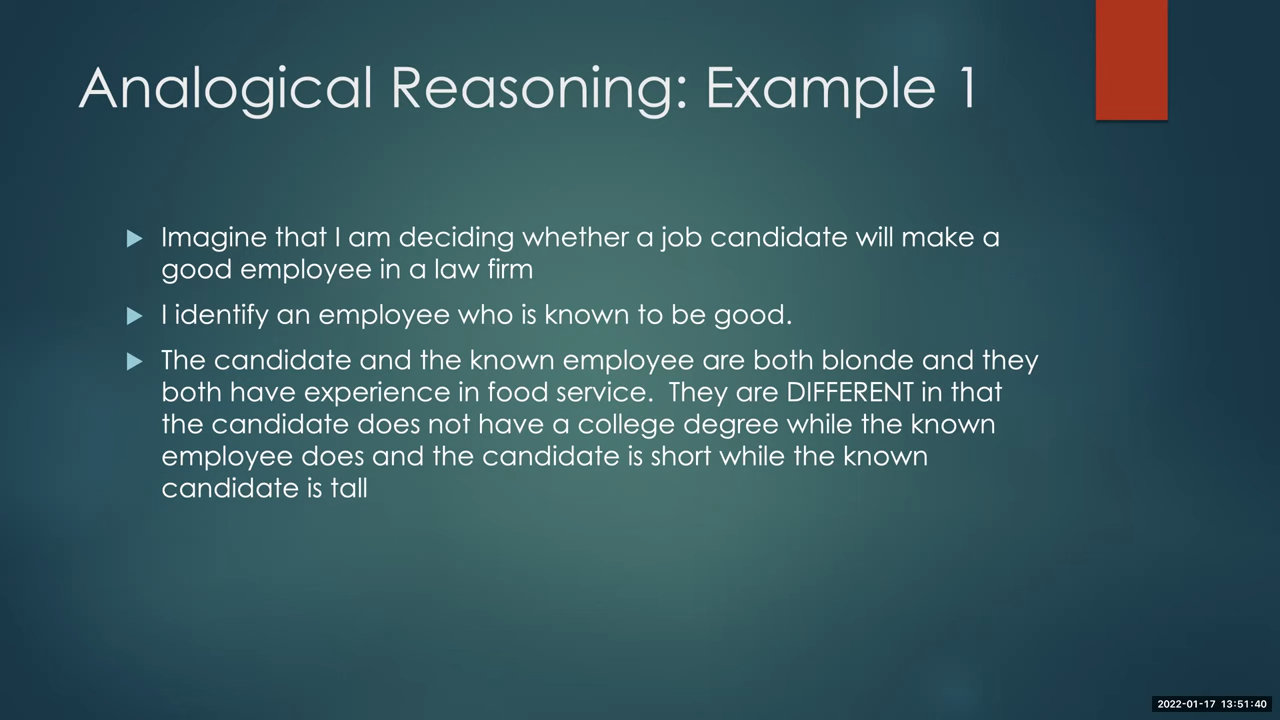 Analogical Reasoning: Example 1
Imagine that I am deciding whether a job candidate will make a
good employee in a law firm
I identify an employee who is known to be good.
The candidate and the known employee are both blonde and they
both have experience in food service.  They are DIFFERENT in that
the candidate does not have a college degree while the known
employee does and the candidate is short while the known
candidate is tall
2022-01-17 13:51:40